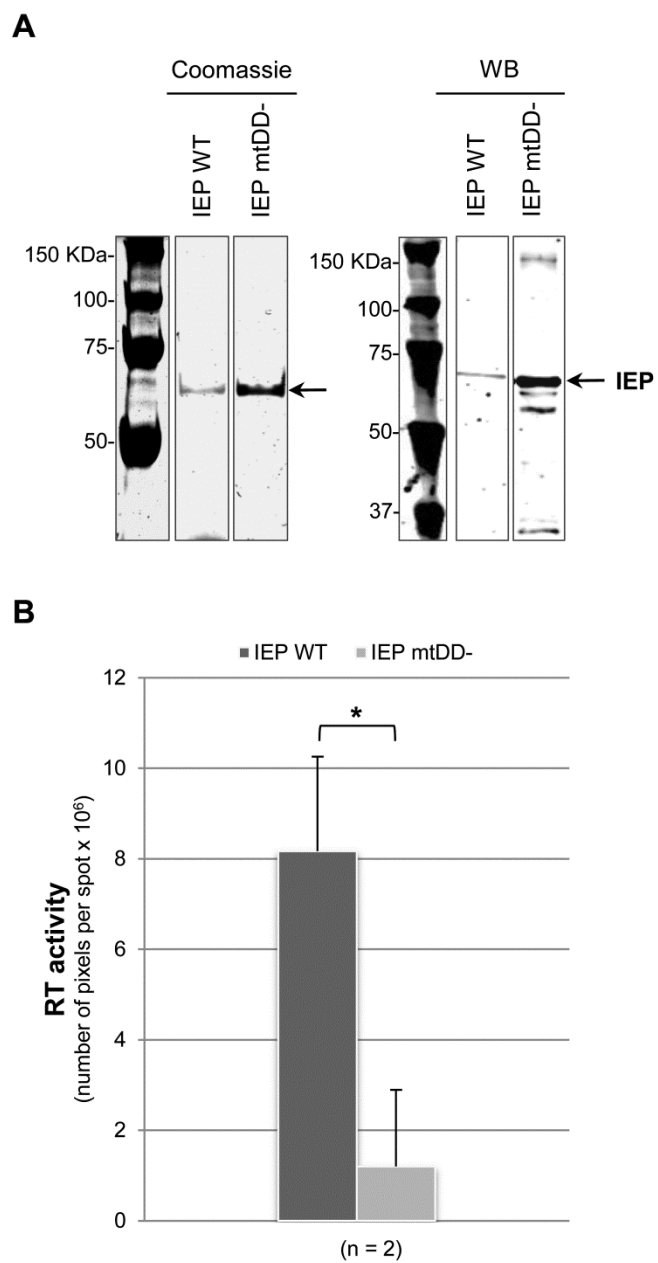 A
Coomassie
WB
IEP WT
IEP mtDD-
IEP WT
IEP mtDD-
150 KDa-
100-
75-
50-
150 KDa-
100-
75-
50-
37-
IEP
B
IEP WT
IEP mtDD-
12
10
8
6
4
2
0
*
RT activity
(number of pixels per spot x 10⁶)
(n = 2)